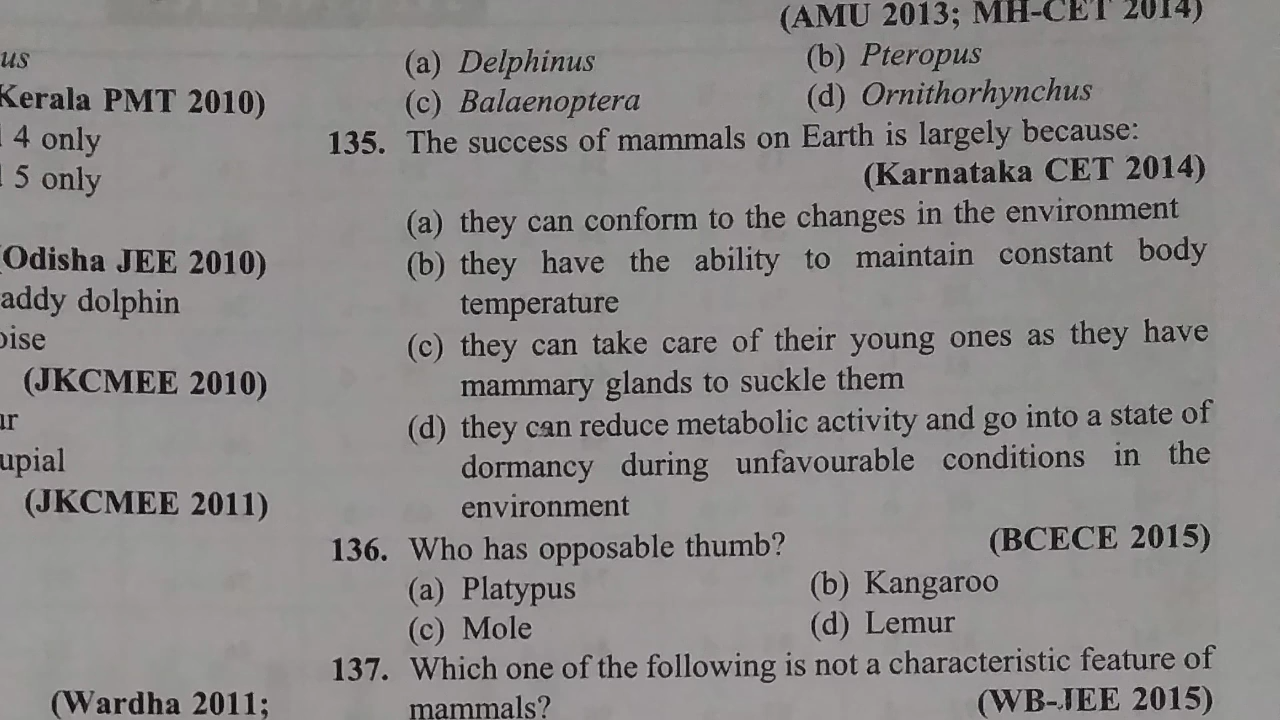 us
Kerala PMT 2010)
4 only
5 only
(Odisha JEE 2010)
addy dolphin
oise
(JKCMEE 2010)
ur
upial
(JKCMEE 2011)
(Wardha 2011;
(AMU 2013; MH-CET 2014)
(a) Delphinus (b) Pteropus
(c) Balaenoptera (d) Ornithorhynchus
135. The success of mammals on Earth is largely because:
(Karnataka CET 2014)
(a) they can conform to the changes in the environment
(b) they have the ability to maintain constant body
temperature
(c) they can take care of their young ones as they have
mammary glands to suckle them
(d) they can reduce metabolic activity and go into a state of
dormancy during unfavourable conditions in the
environment
136. Who has opposable thumb? (BCECE 2015)
(a) Platypus (b) Kangaroo
(c) Mole (d) Lemur
137. Which one of the following is not a characteristic feature of
mammals? (WB-JEE 2015)